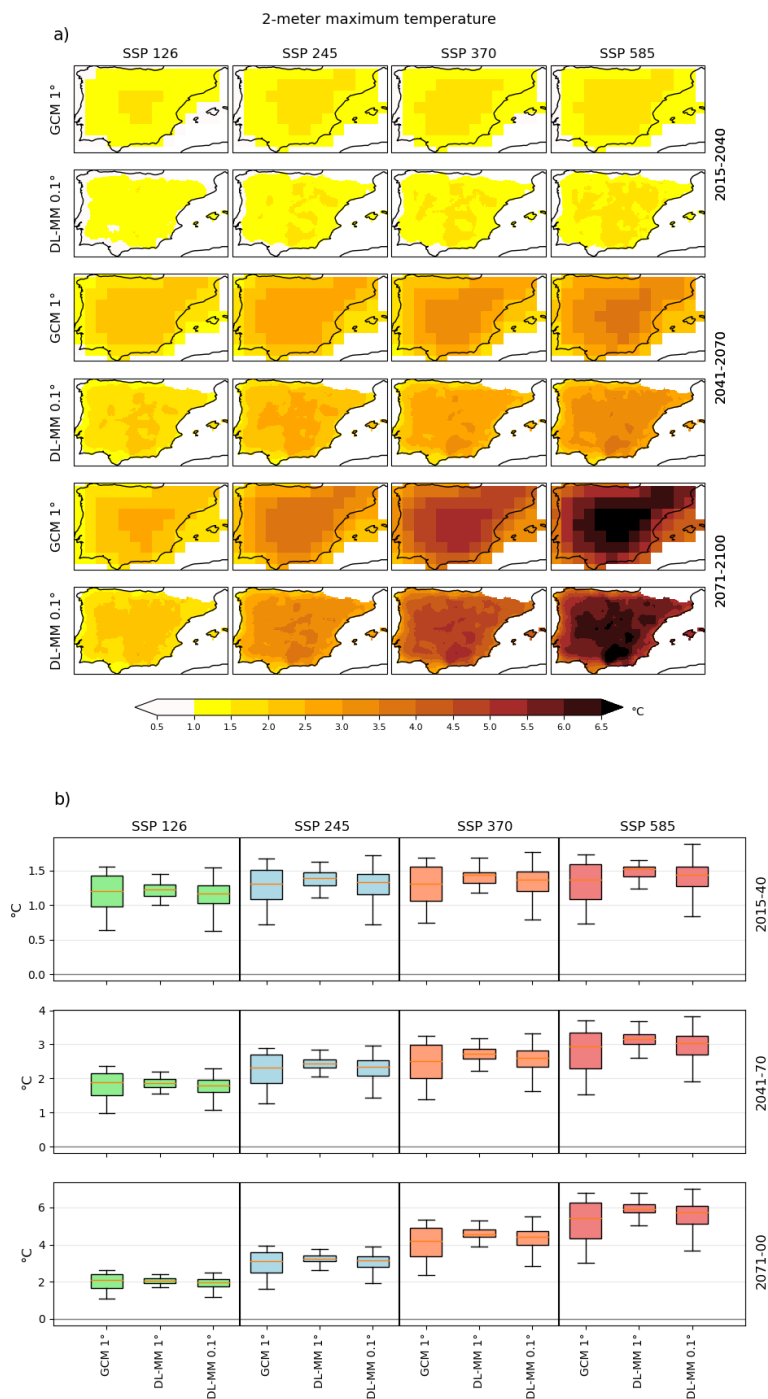 2-meter maximum temperature
a)
SSP 126 SSP 245 SSP 370 SSP 585
GCM 1°
DL-MM 0.1°
2015-2040
GCM 1°
DL-MM 0.1°
2041-2070
GCM 1°
DL-MM 0.1°
2071-2100
0.5 1.0 1.5 2.0 2.5 3.0 3.5 4.0 4.5 5.0 5.5 6.0 6.5 °C
b)
SSP 126 SSP 245 SSP 370 SSP 585
1.5
1.0
0.5
0.0
°C
2015-40
4
3
2
1
0
°C
2041-70
6
4
2
0
°C
2071-00
GCM 1° DL-MM 1° DL-MM 0.1° GCM 1° DL-MM 1° DL-MM 0.1° GCM 1° DL-MM 1° DL-MM 0.1° GCM 1° DL-MM 1° DL-MM 0.1°